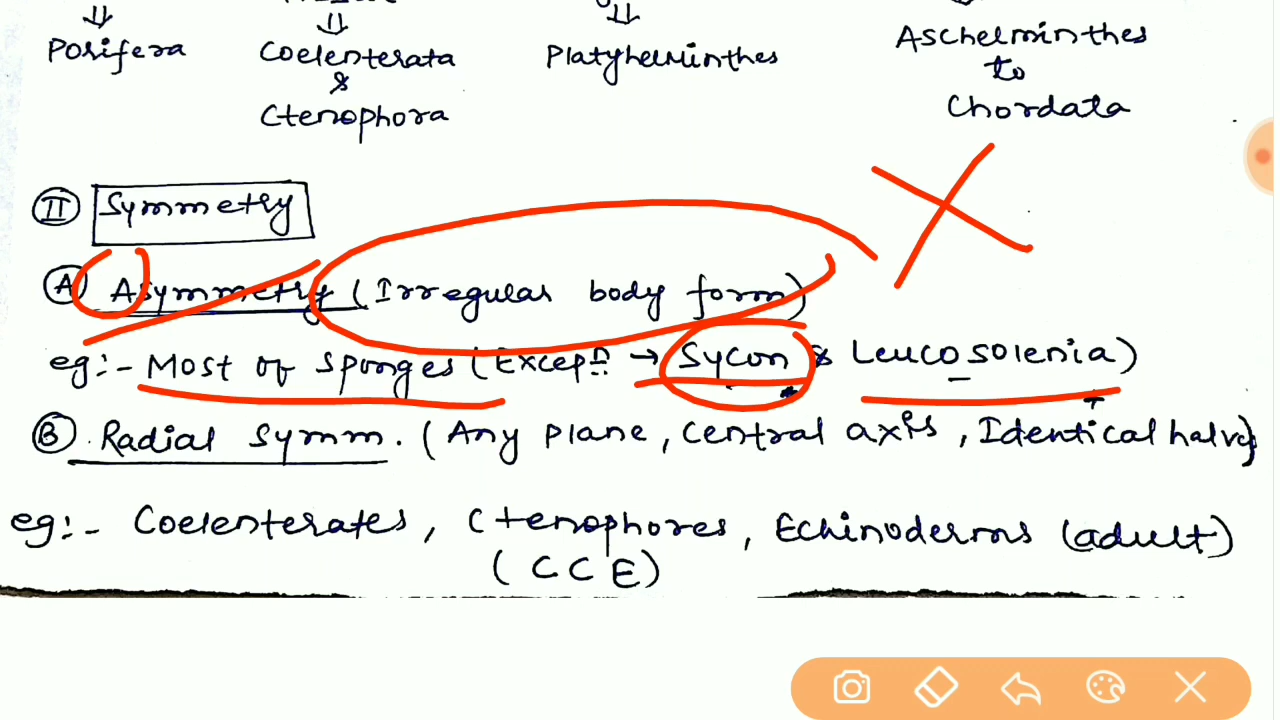 ⇓ ⇓ ⇓
Porifera Coelenterata Platyhelminthes Aschelminthes
& to
Ctenophora Chordata
II Symmetry
A Asymmetry (Irregular body form)
eg:- Most of sponges (Excepn → Sycon & Leucosolenia)
B. Radial Symm. (Any plane, Central axis, Identical halves)
eg:- Coelenterates, Ctenophores, Echinoderms (adult)
(CCE)